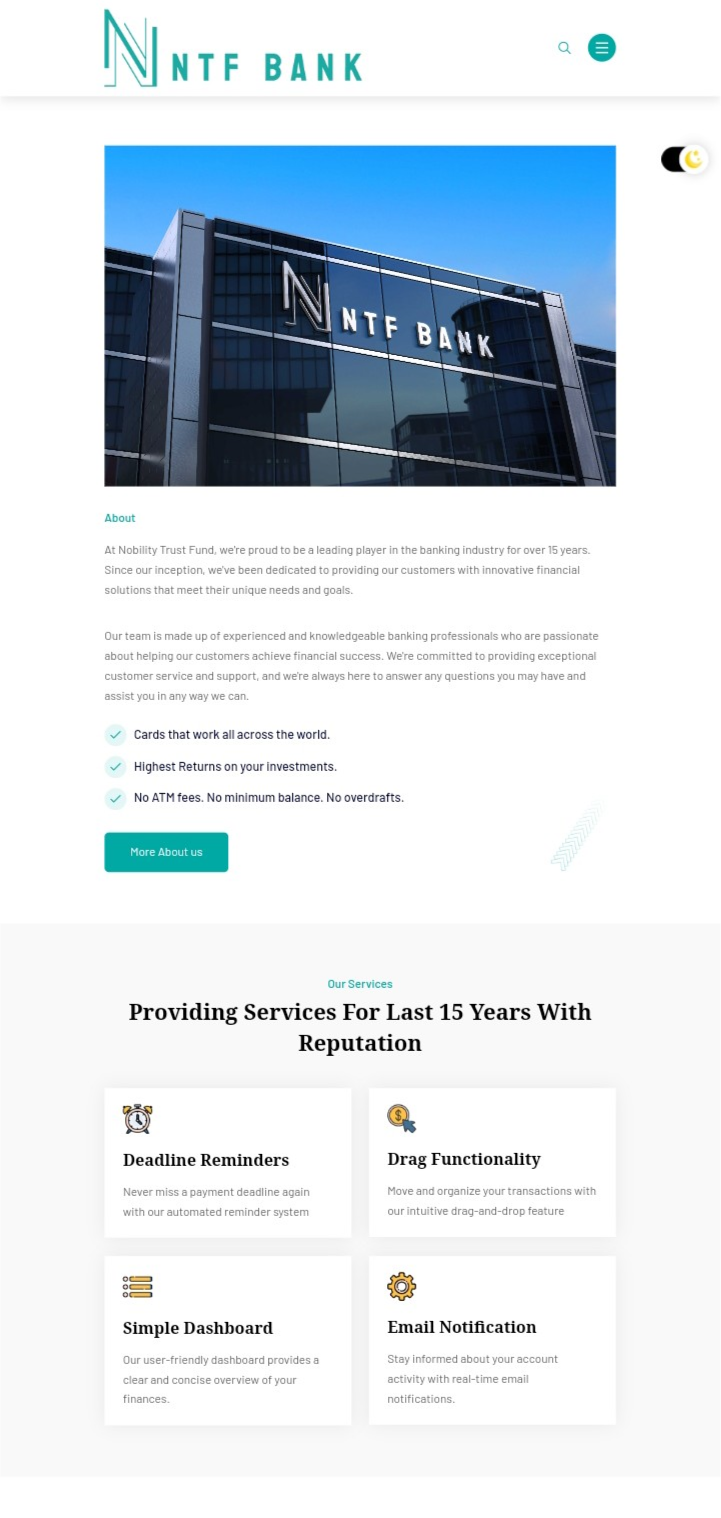 NTF BANK
NTF BANK
About
At Nobility Trust Fund, we're proud to be a leading player in the banking industry for over 15 years.
Since our inception, we've been dedicated to providing our customers with innovative financial
solutions that meet their unique needs and goals.
Our team is made up of experienced and knowledgeable banking professionals who are passionate
about helping our customers achieve financial success. We're committed to providing exceptional
customer service and support, and we're always here to answer any questions you may have and
assist you in any way we can.
Cards that work all across the world.
Highest Returns on your investments.
No ATM fees. No minimum balance. No overdrafts.
More About us
Our Services
Providing Services For Last 15 Years With
Reputation
Deadline Reminders
Never miss a payment deadline again
with our automated reminder system
Drag Functionality
Move and organize your transactions with
our intuitive drag-and-drop feature
Simple Dashboard
Our user-friendly dashboard provides a
clear and concise overview of your
finances.
Email Notification
Stay informed about your account
activity with real-time email
notifications.